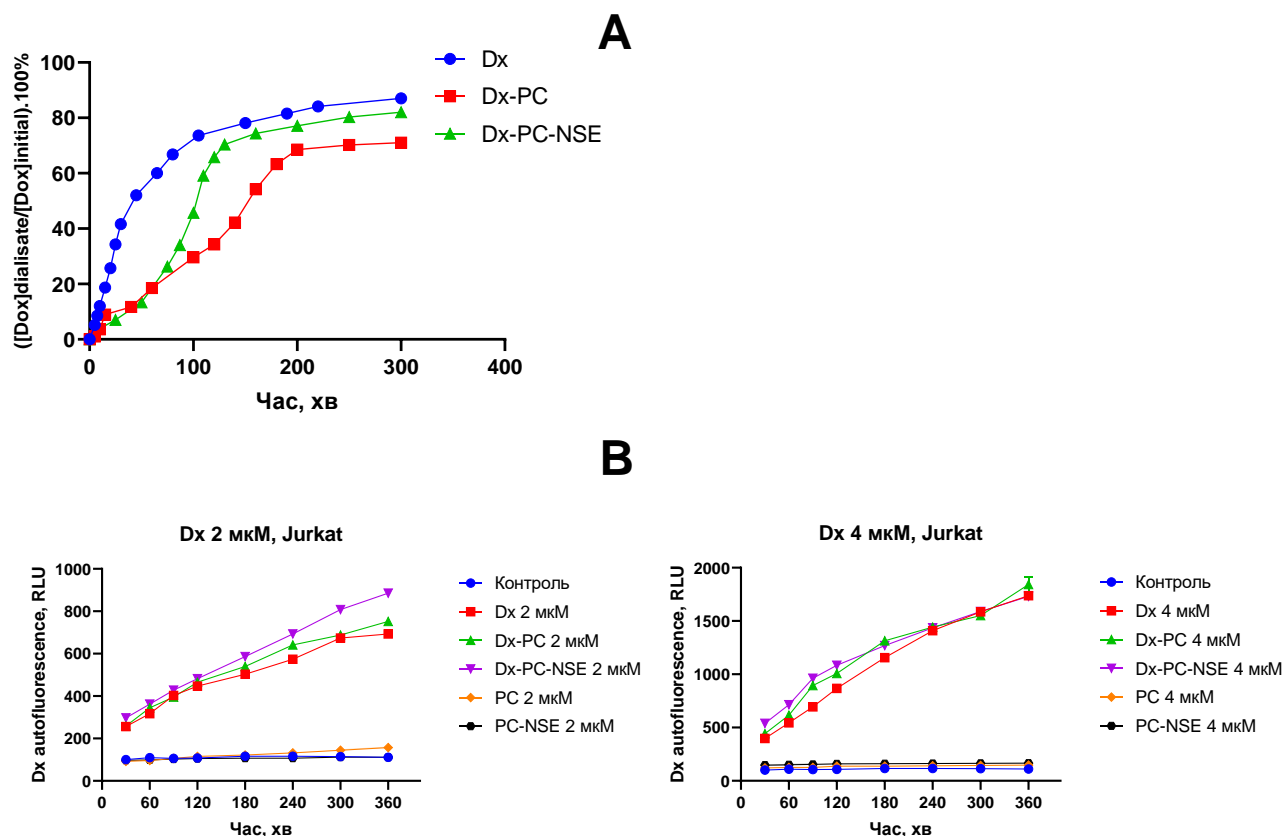 A
([Dox]dialisate/[Dox]initial).100%
100
80
60
40
20
0
0 100 200 300 400
Час, хв
Dx
Dx-PC
Dx-PC-NSE
B
Dx 2 мкМ, Jurkat
Dx autofluorescence, RLU
1000
800
600
400
200
0
0 60 120 180 240 300 360
Час, хв
Контроль
Dx 2 мкМ
Dx-PC 2 мкМ
Dx-PC-NSE 2 мкМ
PC 2 мкМ
PC-NSE 2 мкМ
Dx 4 мкМ, Jurkat
Dx autofluorescence, RLU
2000
1500
1000
500
0
0 60 120 180 240 300 360
Час, хв
Контроль
Dx 4 мкМ
Dx-PC 4 мкМ
Dx-PC-NSE 4 мкМ
PC 4 мкМ
PC-NSE 4 мкМ